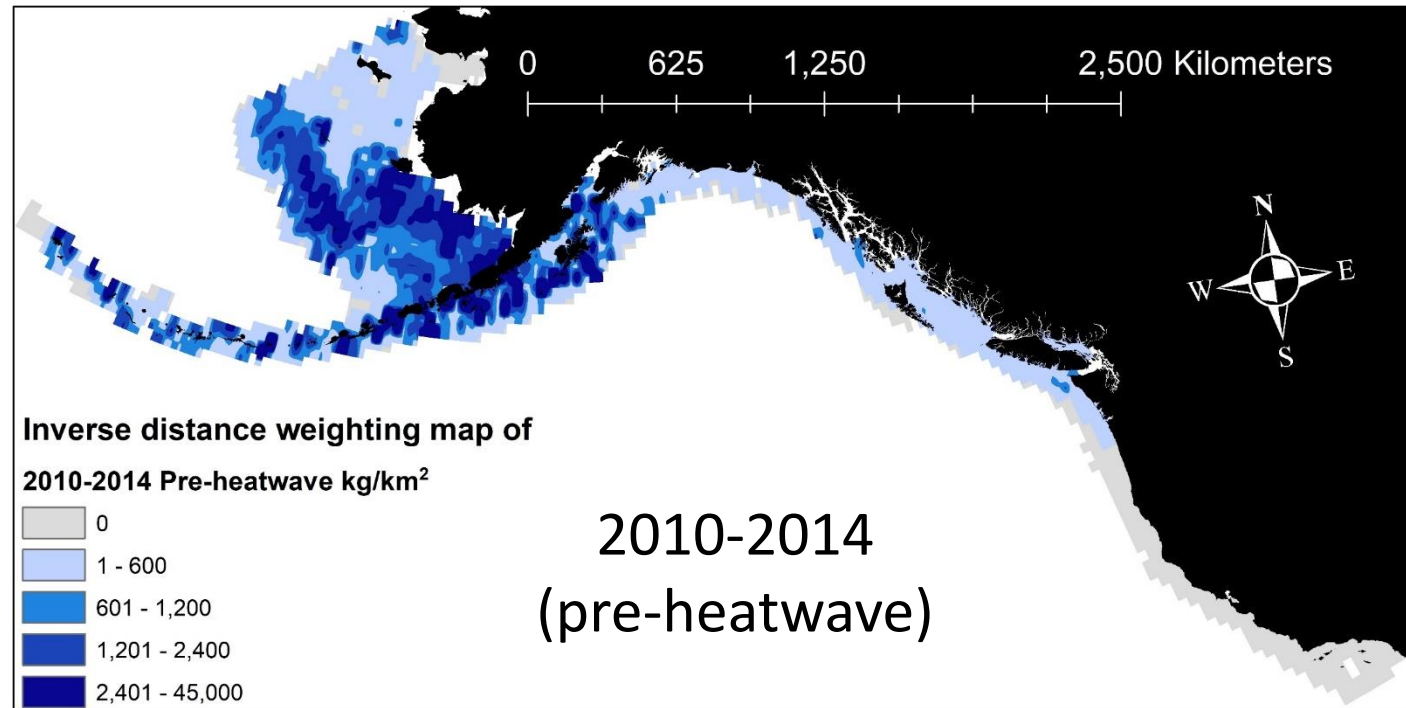 0 625 1,250 2,500 Kilometers
N
W E
S
Inverse distance weighting map of
2010-2014 Pre-heatwave kg/km²
0
1 - 600
601 - 1,200
1,201 - 2,400
2,401 - 45,000
2010-2014
(pre-heatwave)